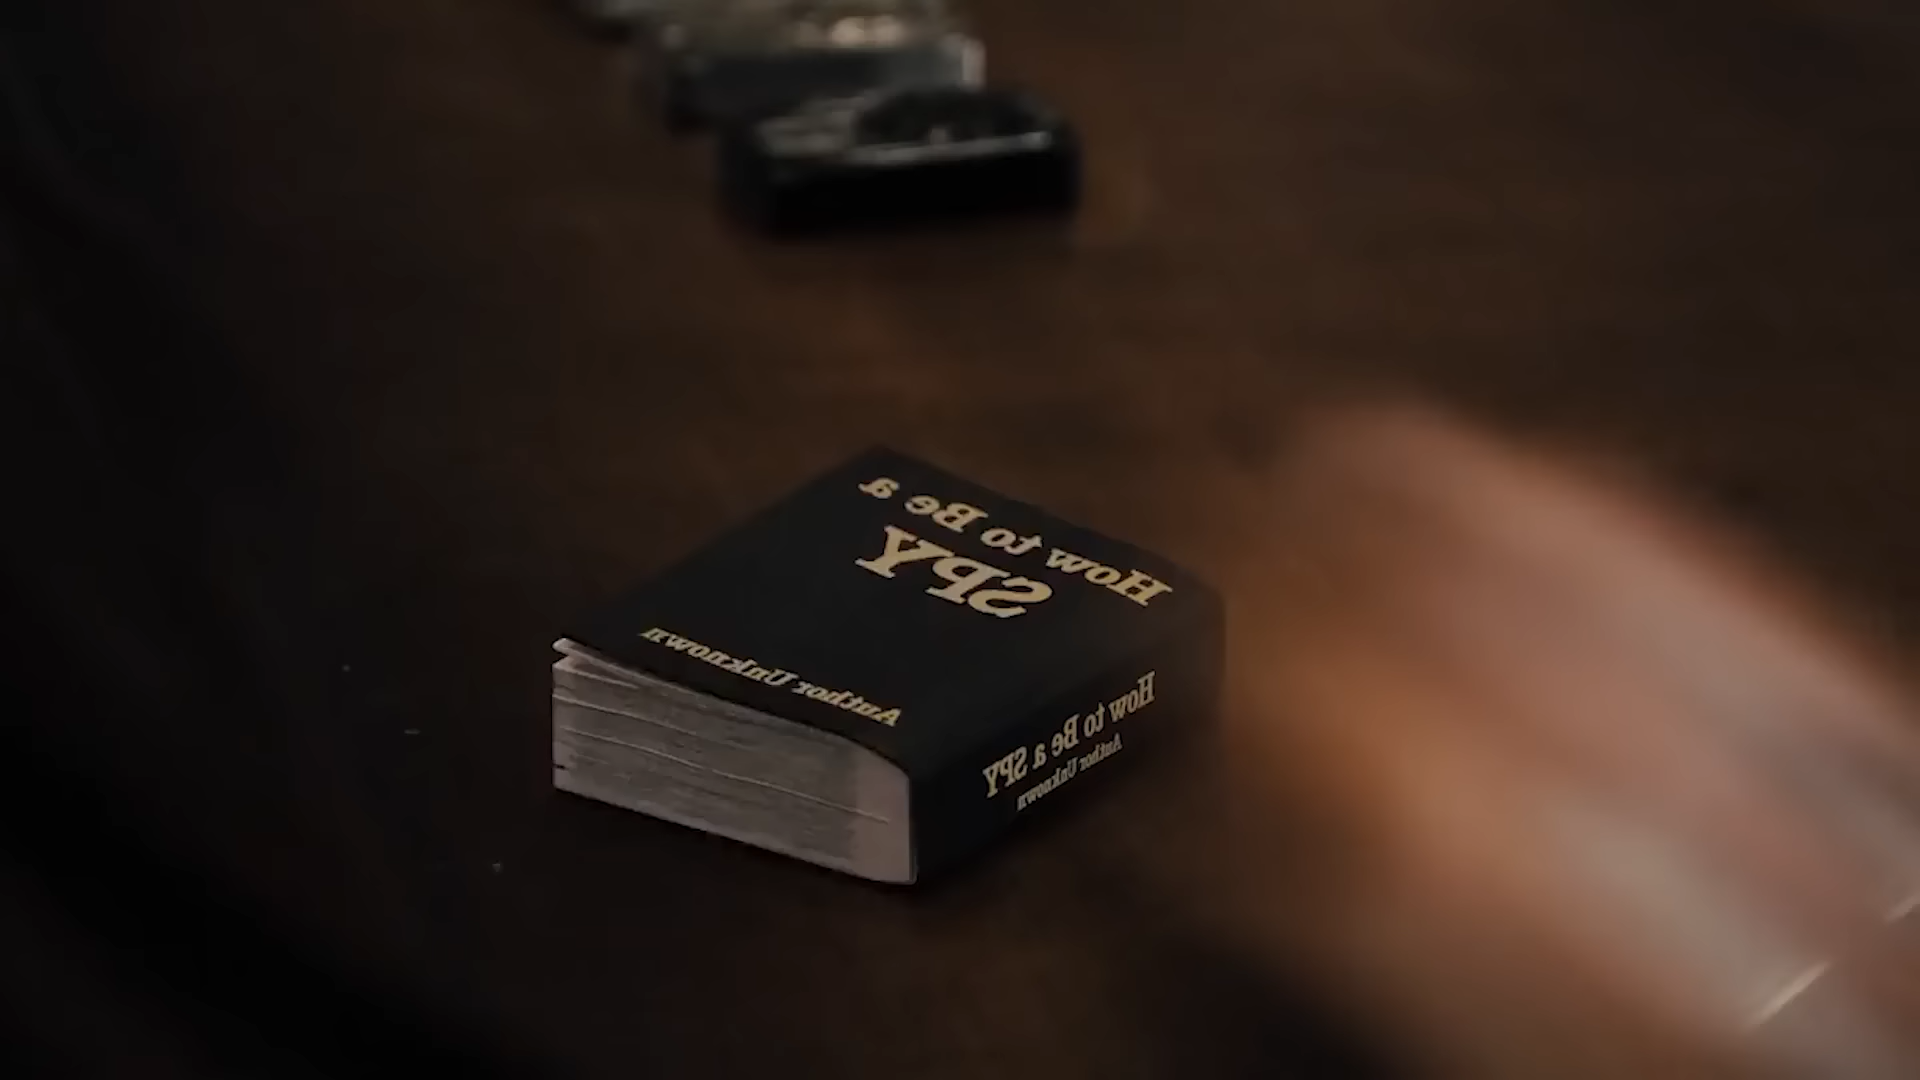 How to Be a
SPY
Author Unknown
How to Be a SPY
Author Unknown